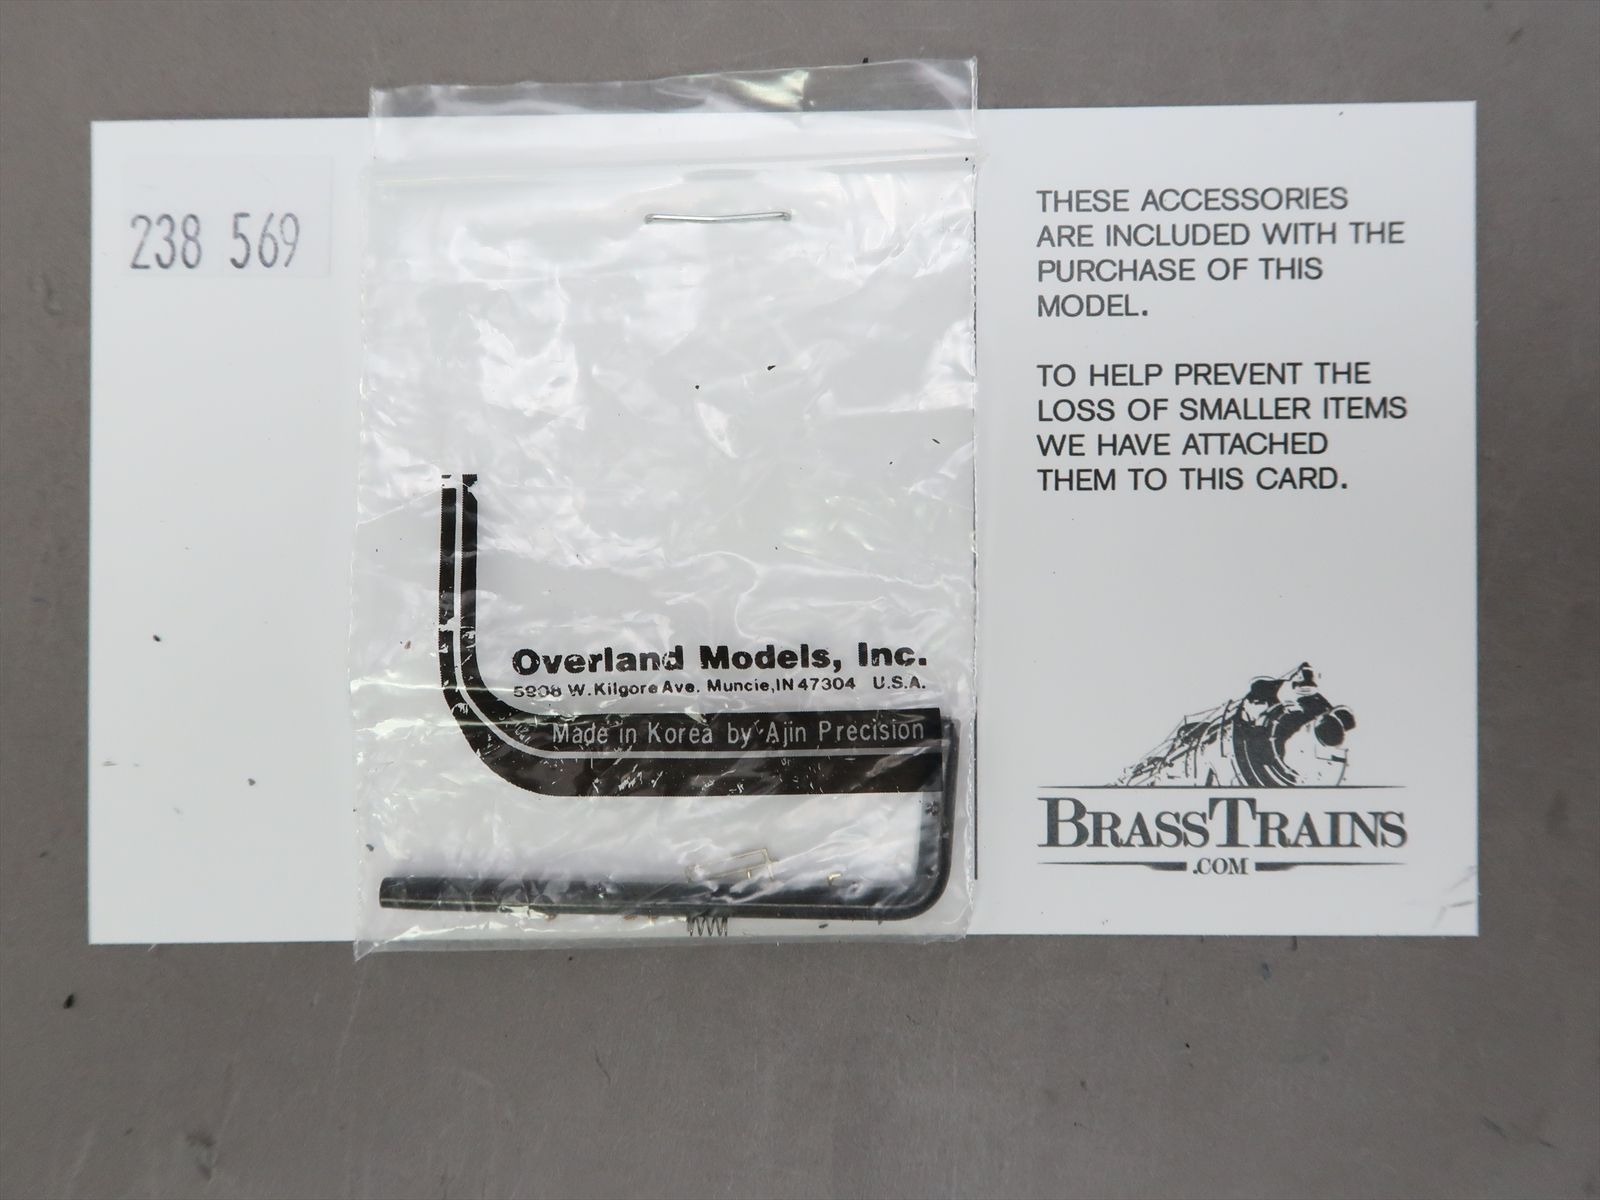 238 569
Overland Models, Inc.
5908 W. Kilgore Ave. Muncie, IN 47304 U.S.A.
Made in Korea by Ajin Precision
THESE ACCESSORIES
ARE INCLUDED WITH THE
PURCHASE OF THIS
MODEL.
TO HELP PREVENT THE
LOSS OF SMALLER ITEMS
WE HAVE ATTACHED
THEM TO THIS CARD.
BRASSTRAINS
.COM